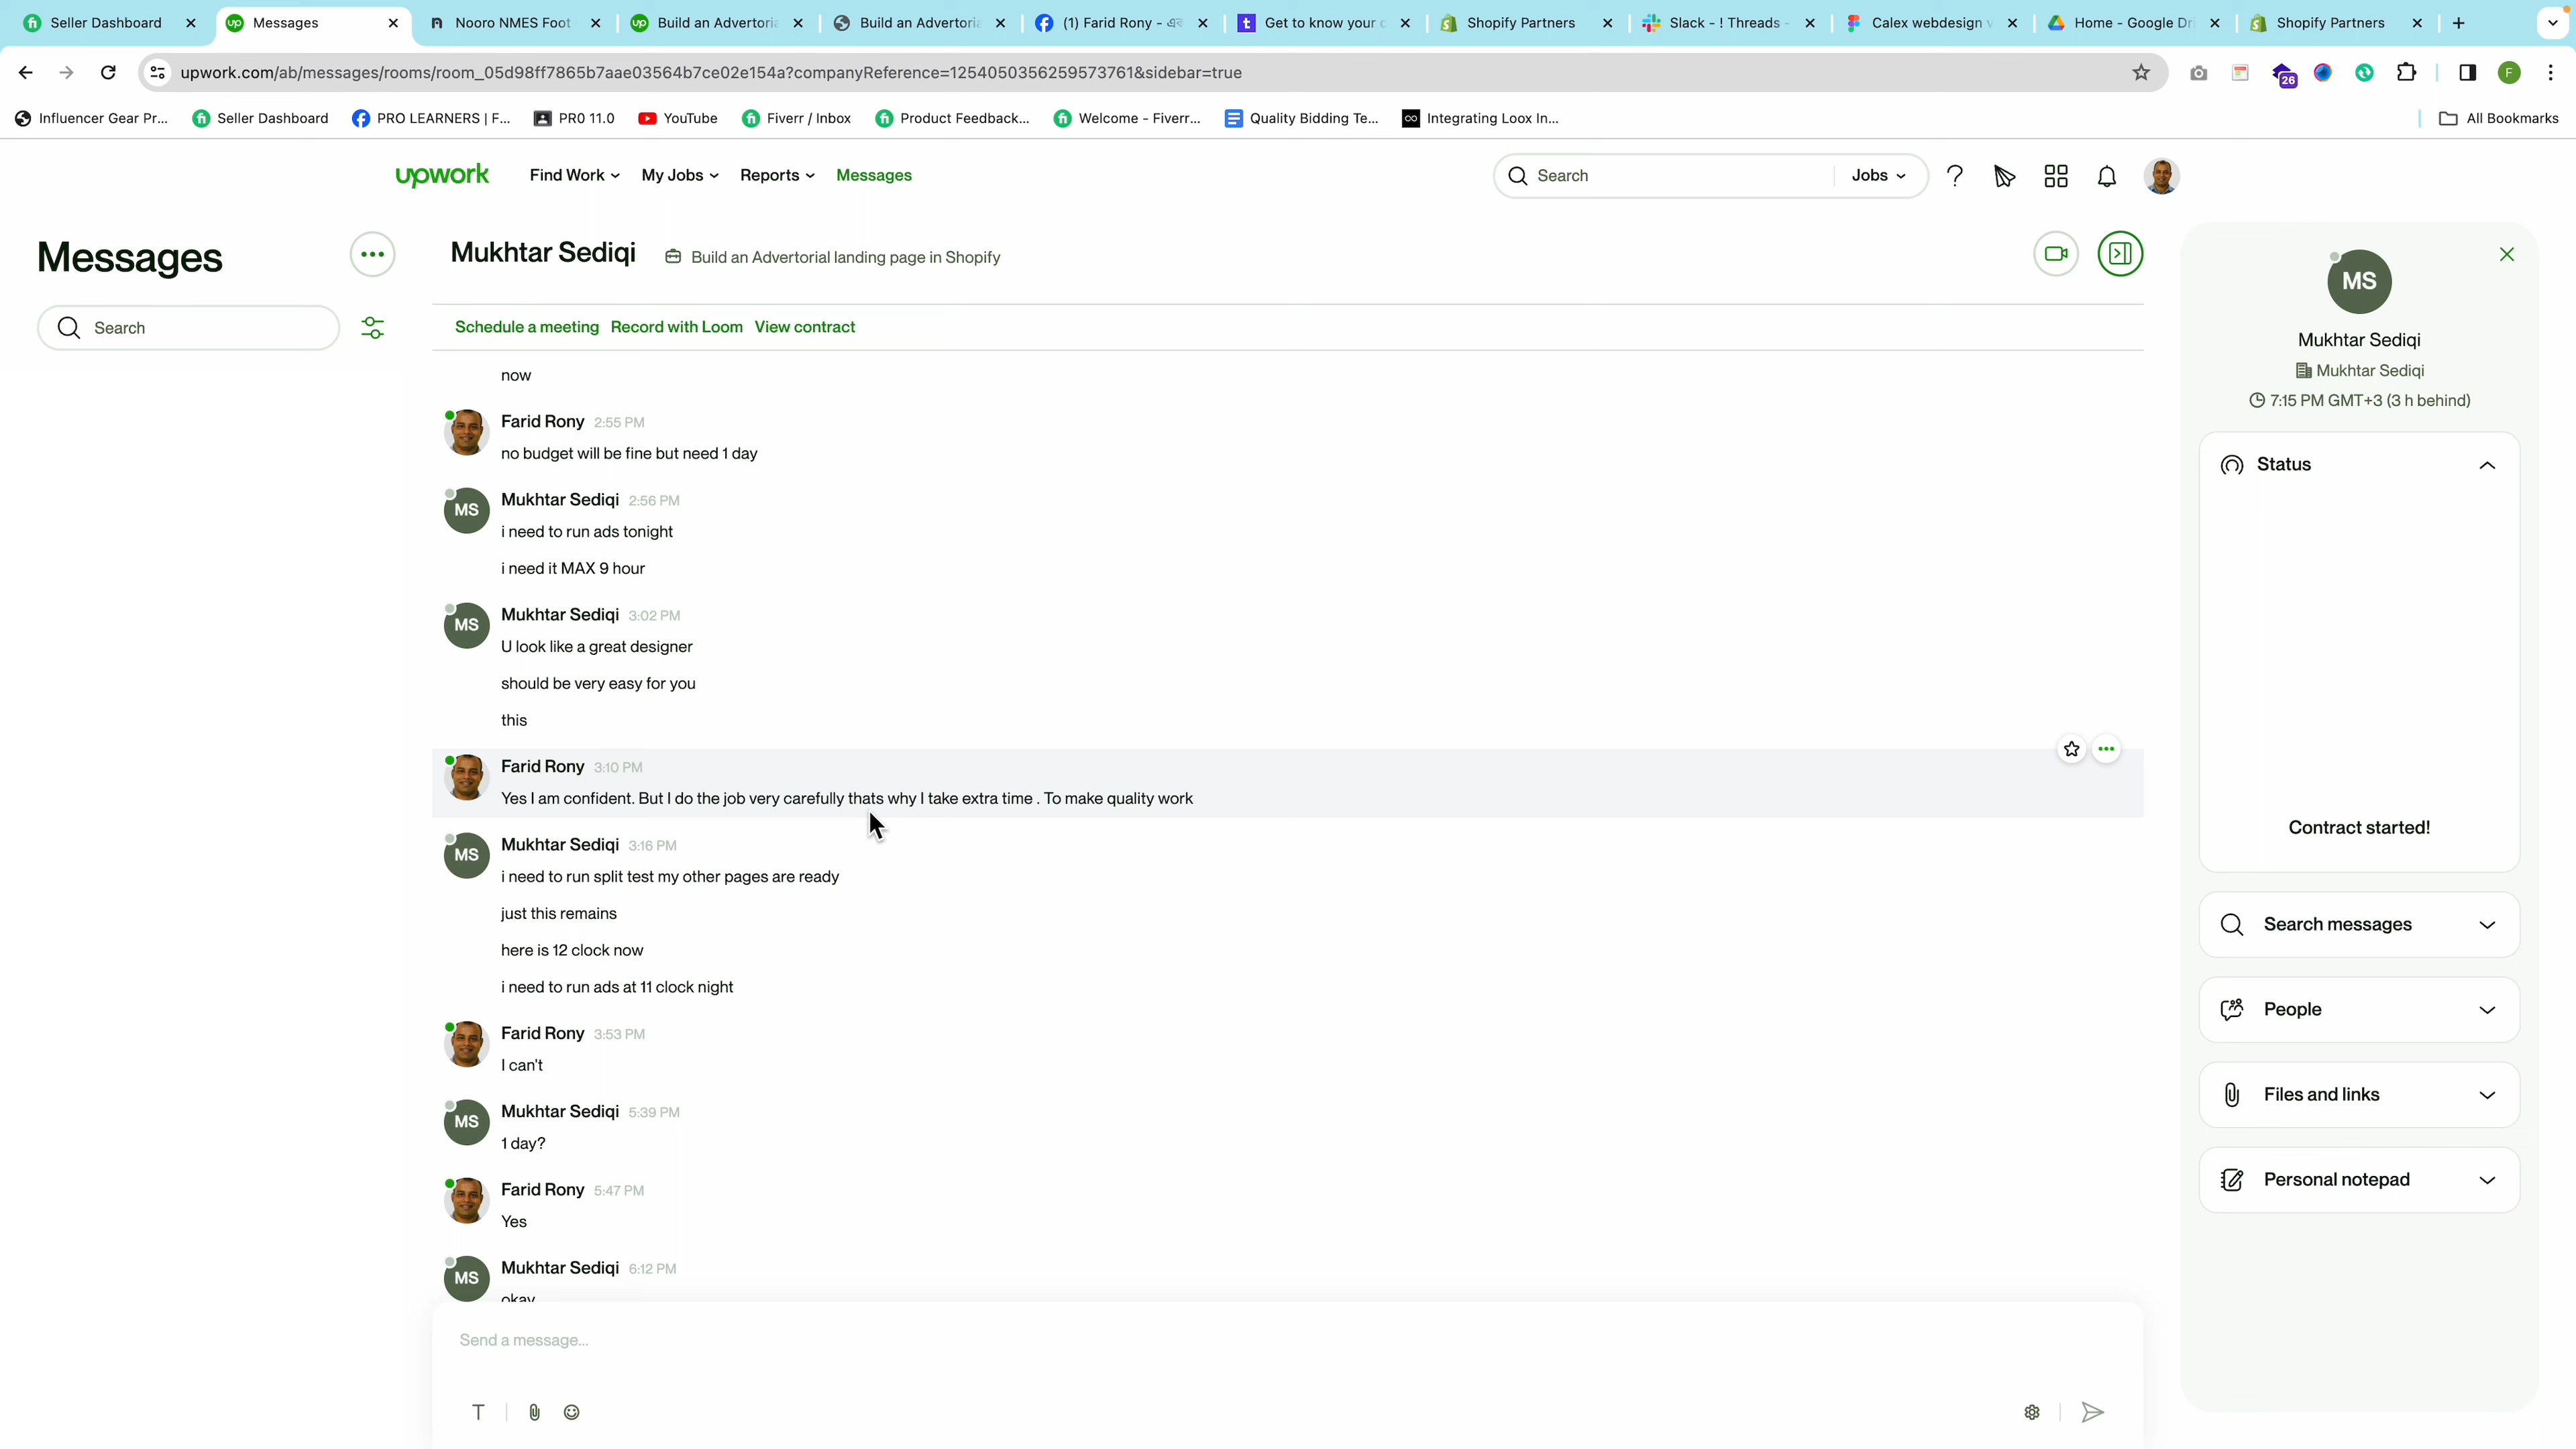 Seller Dashboard
Messages
Nooro NMES Foot
Build an Advertoria
Build an Advertoria
(1) Farid Rony -
Get to know your c
Shopify Partners
Slack - ! Threads -
Calex webdesign v
Home - Google Dri
Shopify Partners
upwork.com/ab/messages/rooms/room_05d98ff7865b7aae03564b7ce02e154a?companyReference=1254050356259573761&sidebar=true
26
F
Influencer Gear Pr...
Seller Dashboard
PRO LEARNERS | F...
PR0 11.0
YouTube
Fiverr / Inbox
Product Feedback...
Welcome - Fiverr...
Quality Bidding Te...
Integrating Loox In...
All Bookmarks
upwork
Find Work
My Jobs
Reports
Messages
Search
Jobs
Messages
Search
Mukhtar Sediqi
Build an Advertorial landing page in Shopify
Schedule a meeting
Record with Loom
View contract
now
Farid Rony 2:55 PM
no budget will be fine but need 1 day
MS
Mukhtar Sediqi 2:56 PM
i need to run ads tonight
i need it MAX 9 hour
MS
Mukhtar Sediqi 3:02 PM
U look like a great designer
should be very easy for you
this
Farid Rony 3:10 PM
Yes I am confident. But I do the job very carefully thats why I take extra time . To make quality work
MS
Mukhtar Sediqi 3:16 PM
i need to run split test my other pages are ready
just this remains
here is 12 clock now
i need to run ads at 11 clock night
Farid Rony 3:53 PM
I can't
MS
Mukhtar Sediqi 5:39 PM
1 day?
Farid Rony 5:47 PM
Yes
MS
Mukhtar Sediqi 6:12 PM
okay
Send a message...
MS
Mukhtar Sediqi
Mukhtar Sediqi
7:15 PM GMT+3 (3 h behind)
Status
Contract started!
Search messages
People
Files and links
Personal notepad